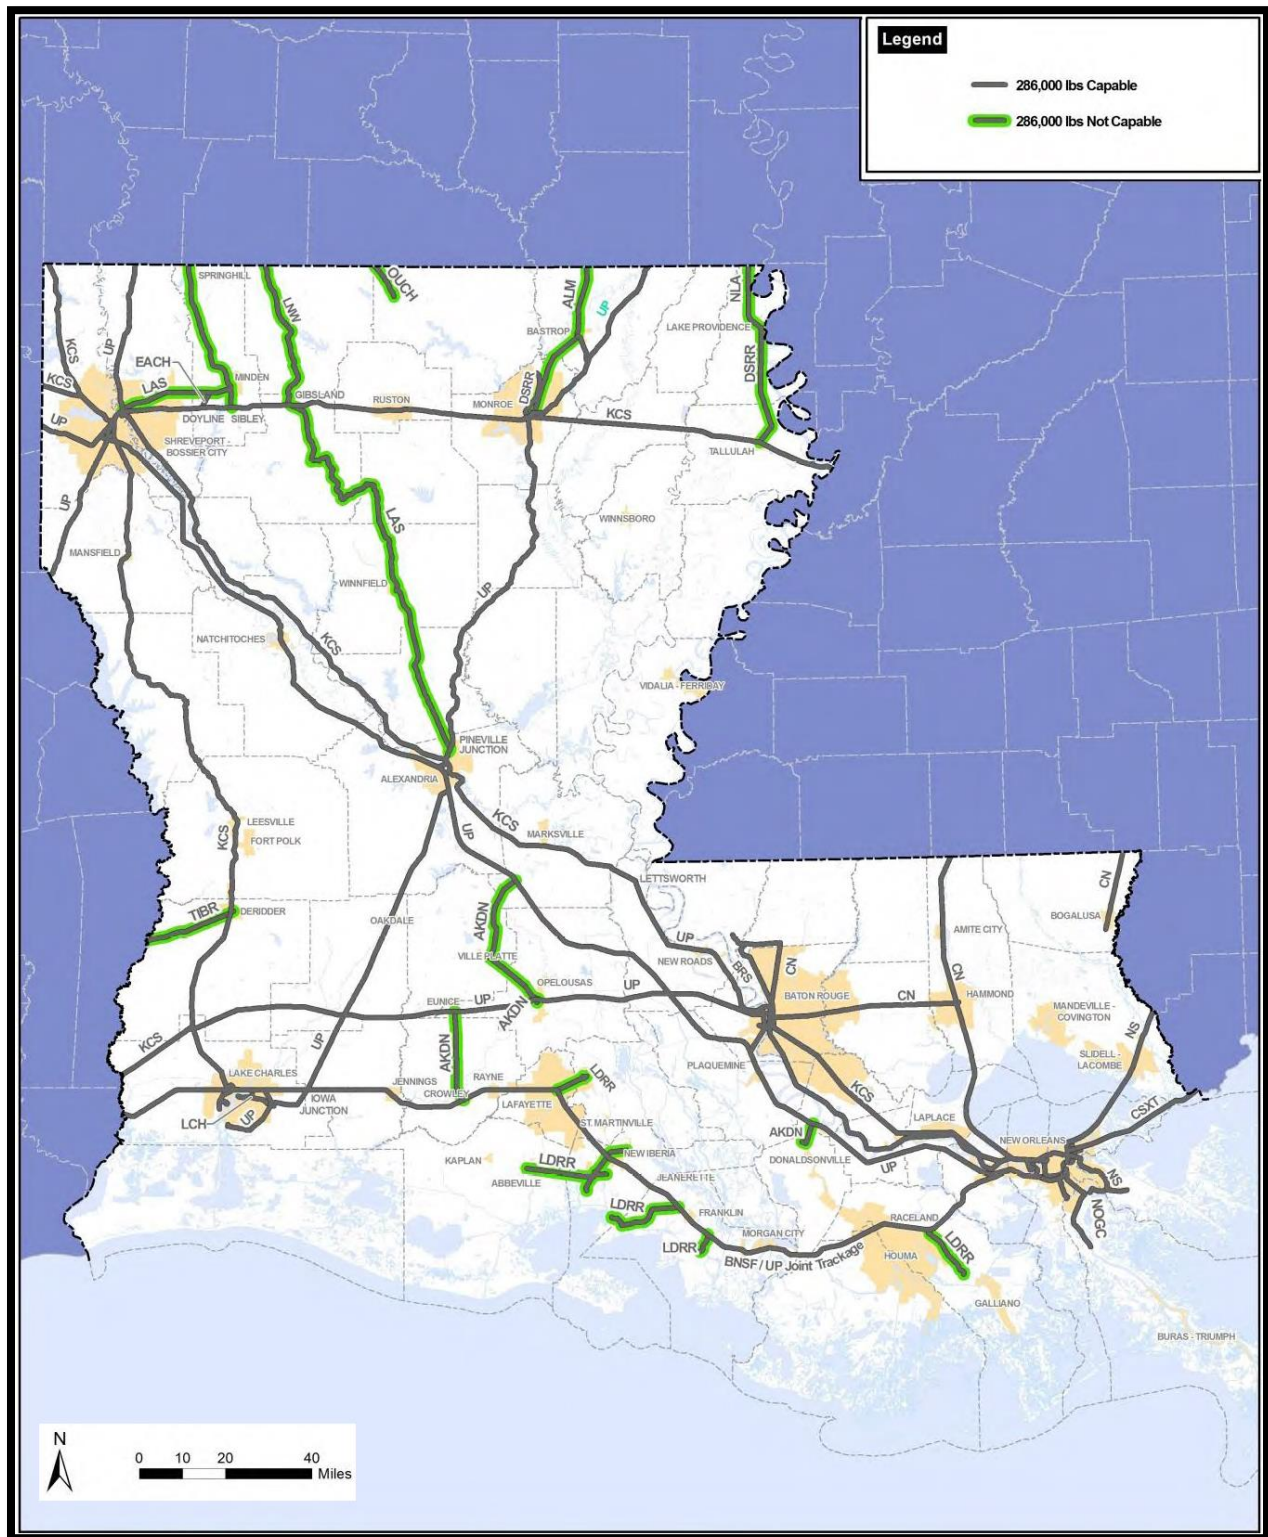 Legend
286,000 lbs Capable
286,000 lbs Not Capable
SPRINGHILL
LNW
LOUCH
ALM
UP
NLA
LAKE PROVIDENCE
KCS
UP
BASTROP
EACH
KCS
LAS
MINDEN
GIBSLAND
RUSTON
MONROE
DSRR
DSRR
KCS
UP
DOYLINE
SIBLEY
SHREVEPORT -
BOSSIER CITY
TALLULAH
UP
LAS
WINNSBORO
MANSFIELD
WINNFIELD
UP
NATCHITOCHES
KCS
VIDALIA - FERRIDAY
PINEVILLE
JUNCTION
ALEXANDRIA
KCS
UP
MARKSVILLE
LEESVILLE
FORT POLK
KCS
LETTSWORTH
CN
TIBR
DERIDDER
OAKDALE
AKDN
BOGALUSA
AMITE CITY
UP
VILLE PLATTE
NEW ROADS
BRS
CN
CN
OPELOUSAS
UP
EUNICE
UP
AKDN
BATON ROUGE
CN
HAMMOND
MANDEVILLE -
COVINGTON
KCS
UP
AKDN
NS
SLIDELL -
LACOMBE
LAKE CHARLES
JENNINGS
RAYNE
CROWLEY
LDRR
PLAQUEMINE
KCS
IOWA
JUNCTION
LAFAYETTE
CSXT
LCH
UP
ST. MARTINVILLE
AKDN
LAPLACE
NEW ORLEANS
KAPLAN
LDRR
NEW IBERIA
DONALDSONVILLE
UP
ABBEVILLE
JEANERETTE
NS
LDRR
FRANKLIN
RACELAND
NOGC
LDRR
MORGAN CITY
LDRR
BNSF / UP Joint Trackage
HOUMA
GALLIANO
BURAS - TRIUMPH
N
0 10 20 40
Miles